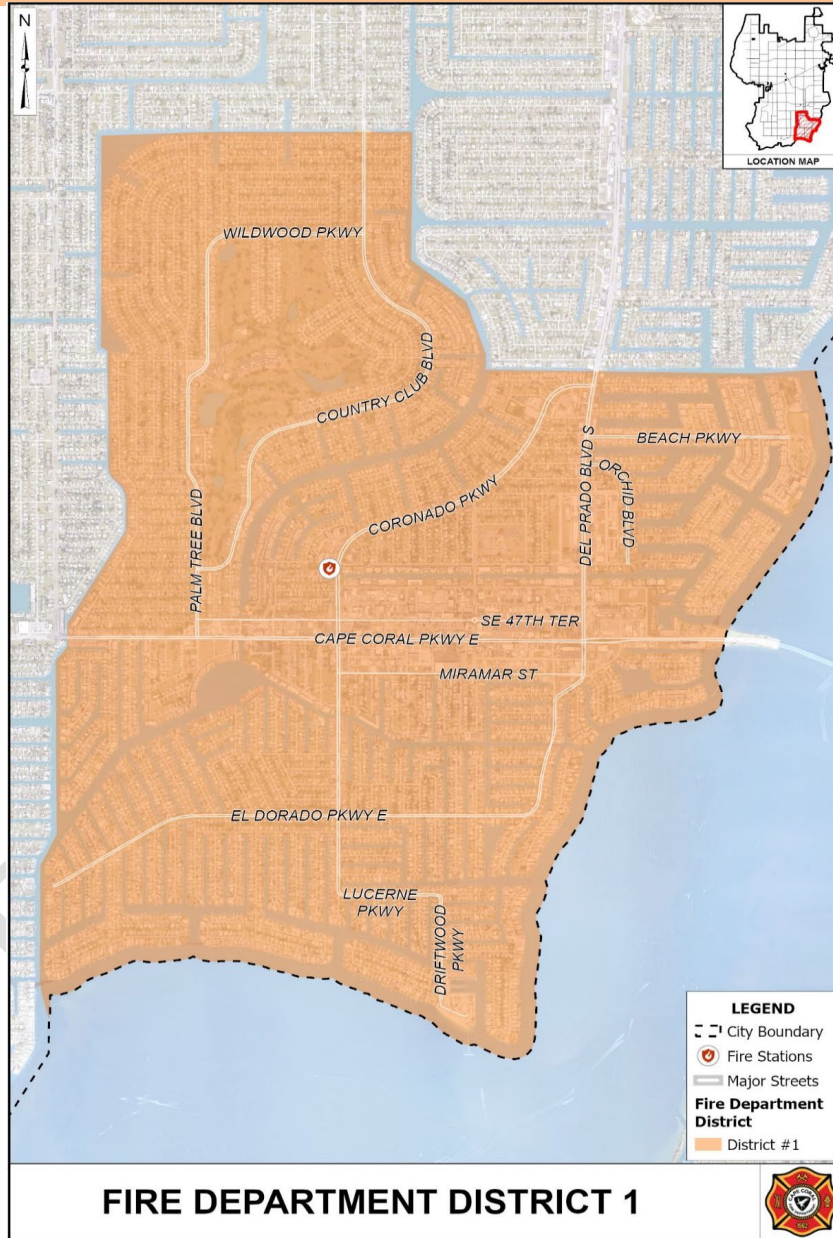 N
LOCATION MAP
WILDWOOD PKWY
COUNTRY CLUB BLVD
BEACH PKWY
DEL PRADO BLVD S
ORCHID BLVD
CORONADO PKWY
PALM TREE BLVD
SE 47TH TER
CAPE CORAL PKWY E
MIRAMAR ST
EL DORADO PKWY E
LUCERNE
PKWY
DRIFTWOOD
PKWY
LEGEND
City Boundary
Fire Stations
Major Streets
Fire Department
District
District #1
FIRE DEPARTMENT DISTRICT 1
CAPE CORAL